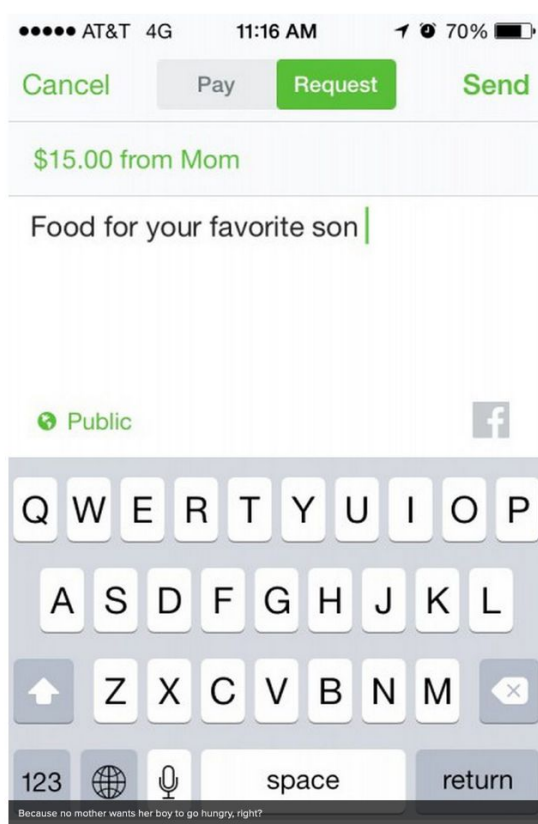 AT&T 4G 11:16 AM 70%
Cancel Pay Request Send
$15.00 from Mom
Food for your favorite son
Public f
Q W E R T Y U I O P
A S D F G H J K L
Z X C V B N M
123 space return
Because no mother wants her boy to go hungry, right?